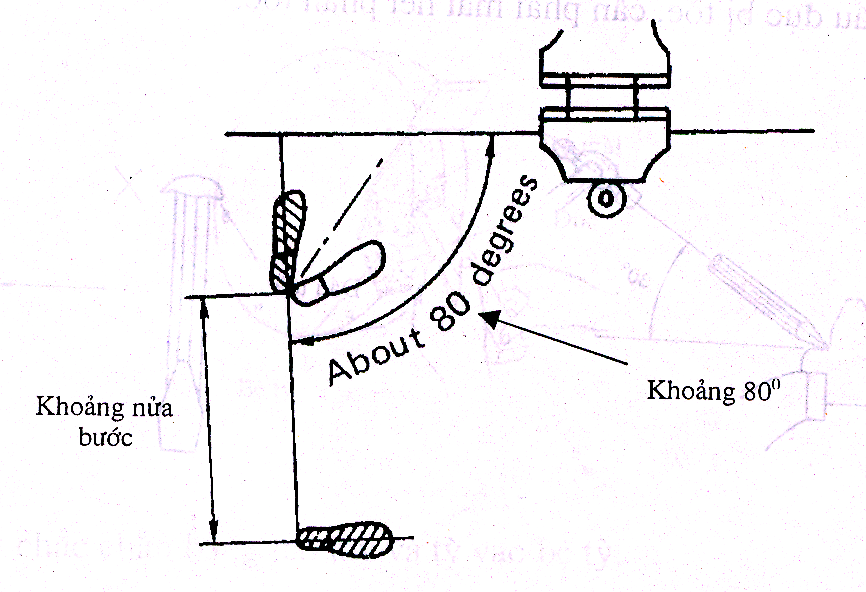 About 80 degrees
Khoảng 80⁰
Khoảng nửa
bước